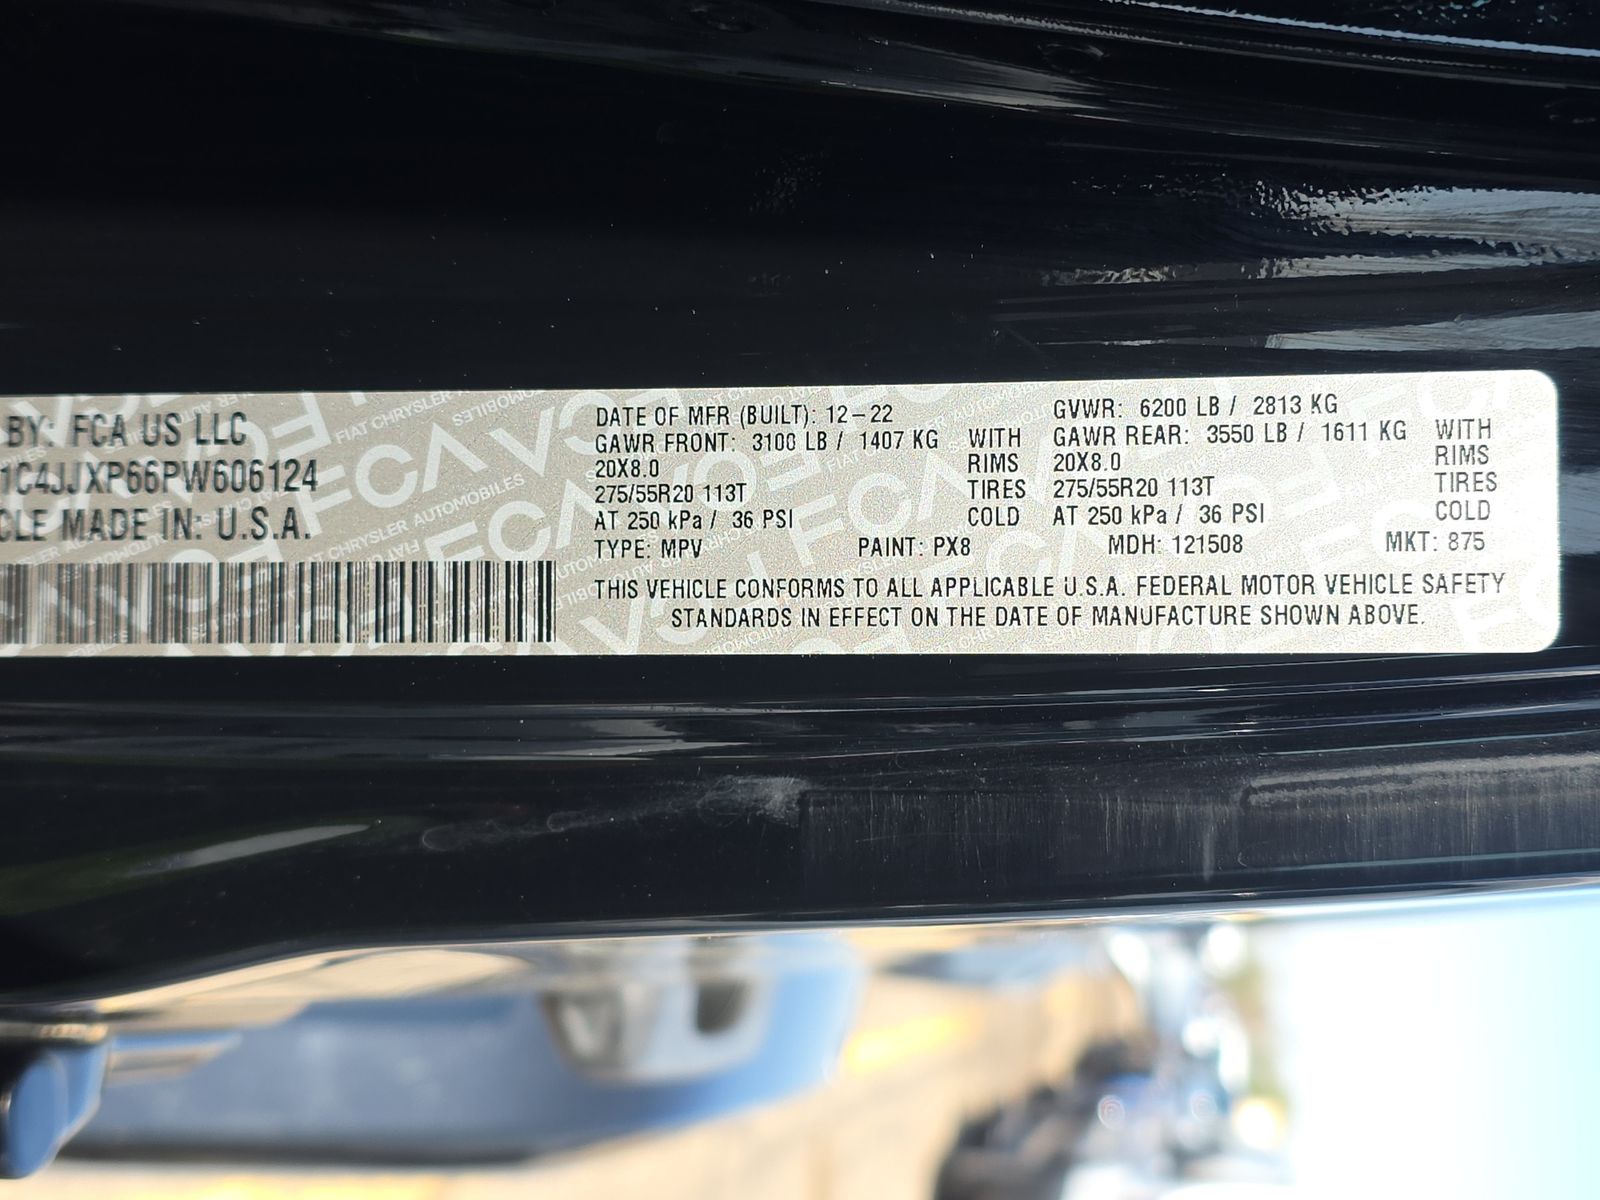 BY: FCA US LLC
1C4JJXP66PW606124
CLE MADE IN: U.S.A.
DATE OF MFR (BUILT): 12-22 GVWR: 6200 LB / 2813 KG
GAWR FRONT: 3100 LB / 1407 KG WITH GAWR REAR: 3550 LB / 1611 KG WITH
20X8.0 RIMS 20X8.0 RIMS
275/55R20 113T TIRES 275/55R20 113T TIRES
AT 250 kPa / 36 PSI COLD AT 250 kPa / 36 PSI COLD
TYPE: MPV PAINT: PX8 MDH: 121508 MKT: 875
THIS VEHICLE CONFORMS TO ALL APPLICABLE U.S.A. FEDERAL MOTOR VEHICLE SAFETY
STANDARDS IN EFFECT ON THE DATE OF MANUFACTURE SHOWN ABOVE.
FCA
FIAT CHRYSLER AUTOMOBILES